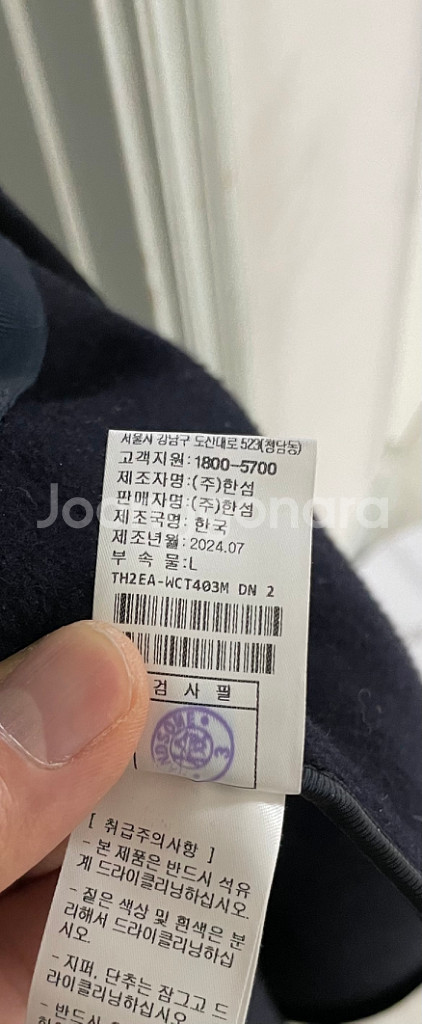 서울시 강남구 도산대로 523(청담동)
고객지원:1800-5700
제조자명:(주)한섬
판매자명:(주)한섬
제조국명: 한국
제조년월: 2024.07
부 속 물:L
TH2EA-WCT403M DN 2
검 사 필
3
[ 취급주의사항 ]
- 본 제품은 반드시 석유
계 드라이클리닝하십시오.
- 짙은 색상 및 흰색은 분
리해서 드라이클리닝하십
시오.
- 지퍼, 단추는 잠그고 드
라이클리닝하십시오.
- 반드시